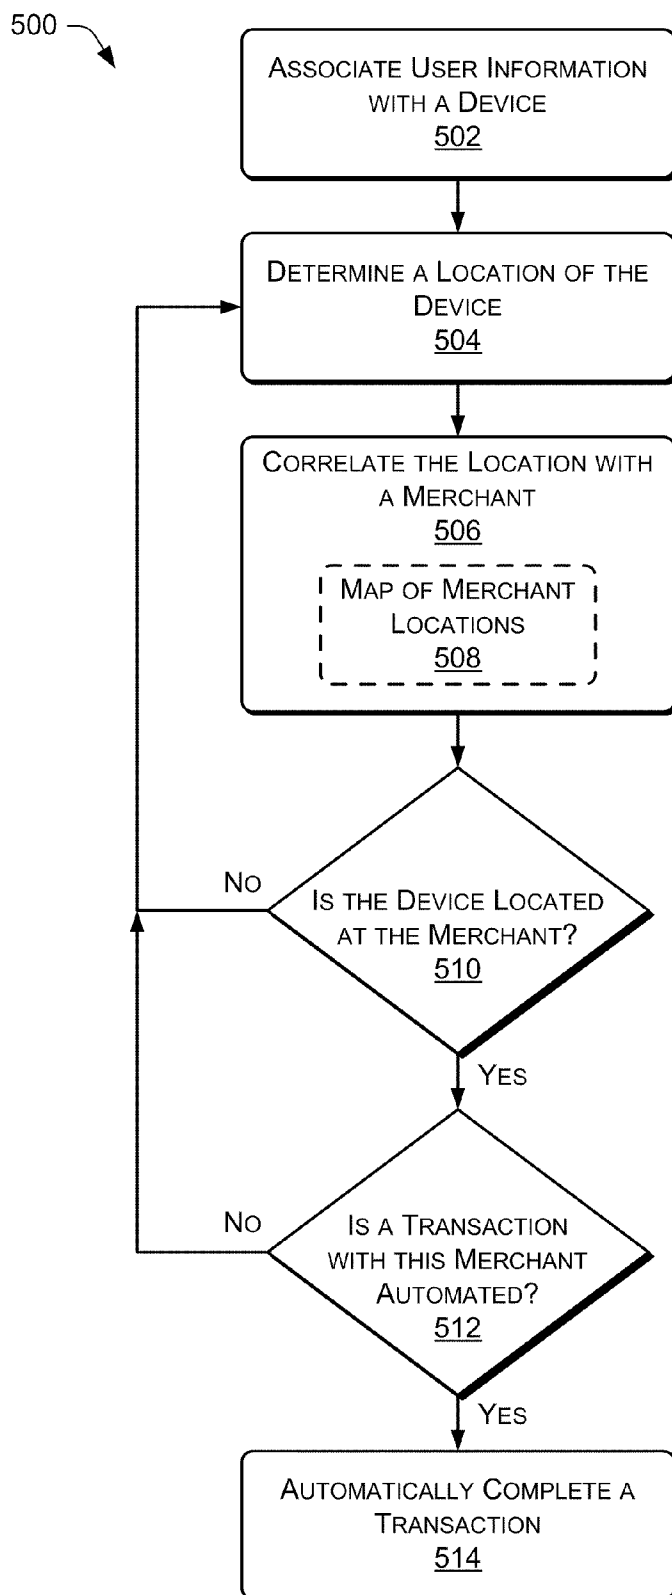 500
ASSOCIATE USER INFORMATION
WITH A DEVICE
502
DETERMINE A LOCATION OF THE
DEVICE
504
CORRELATE THE LOCATION WITH
A MERCHANT
506
MAP OF MERCHANT
LOCATIONS
508
NO
IS THE DEVICE LOCATED
AT THE MERCHANT?
510
YES
NO
IS A TRANSACTION
WITH THIS MERCHANT
AUTOMATED?
512
YES
AUTOMATICALLY COMPLETE A
TRANSACTION
514